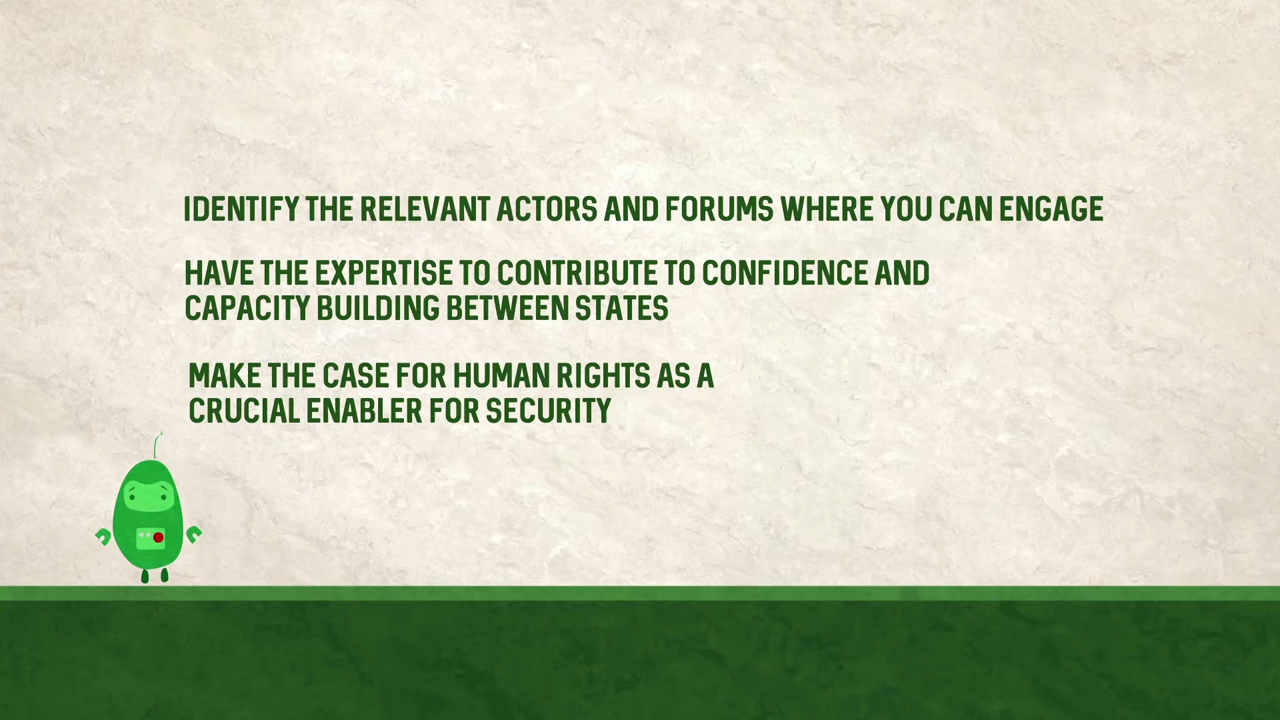 IDENTIFY THE RELEVANT ACTORS AND FORUMS WHERE YOU CAN ENGAGE
HAVE THE EXPERTISE TO CONTRIBUTE TO CONFIDENCE AND
CAPACITY BUILDING BETWEEN STATES
MAKE THE CASE FOR HUMAN RIGHTS AS A
CRUCIAL ENABLER FOR SECURITY